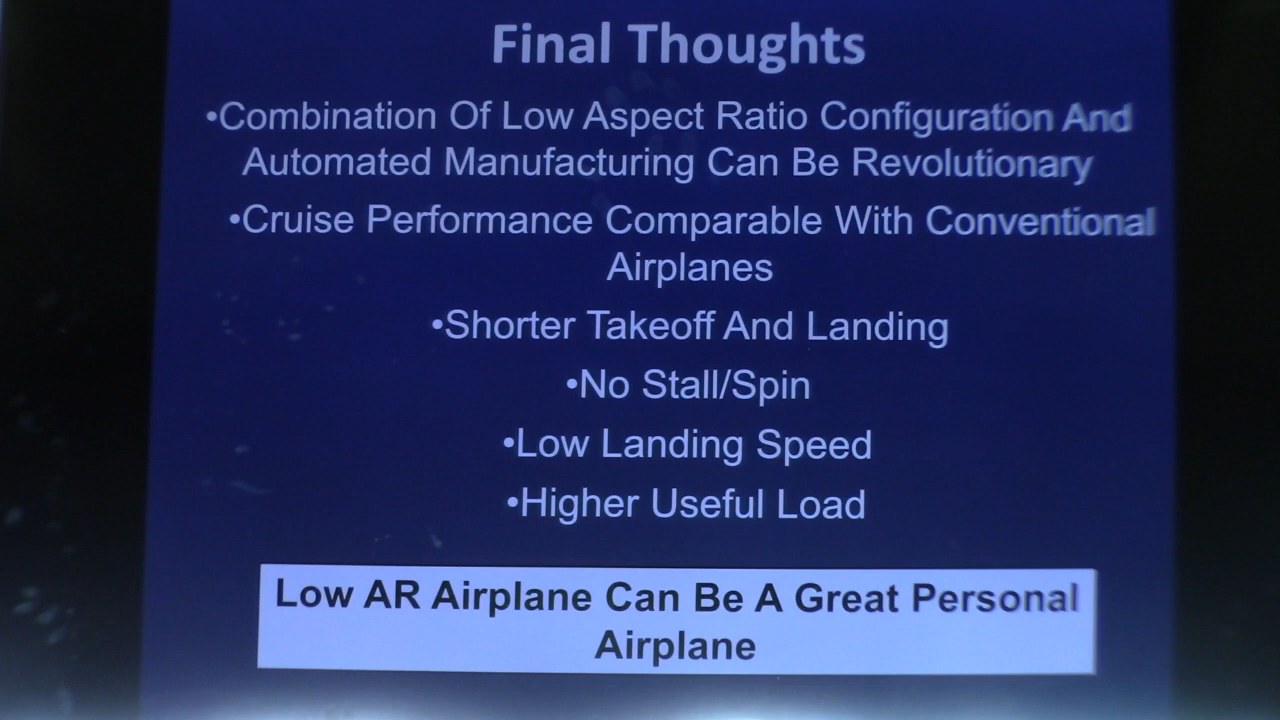 Final Thoughts
•Combination Of Low Aspect Ratio Configuration And
Automated Manufacturing Can Be Revolutionary
•Cruise Performance Comparable With Conventional
Airplanes
•Shorter Takeoff And Landing
•No Stall/Spin
•Low Landing Speed
•Higher Useful Load
Low AR Airplane Can Be A Great Personal
Airplane